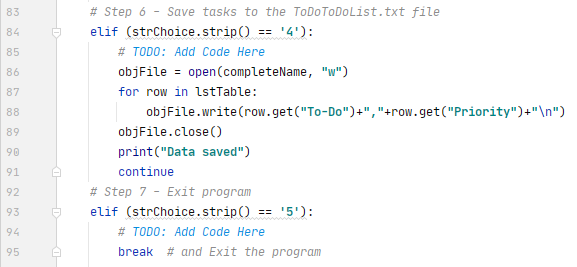 83 # Step 6 - Save tasks to the ToDoToDoList.txt file
84 elif (strChoice.strip() == '4'):
85 # TODO: Add Code Here
86 objFile = open(completeName, "w")
87 for row in lstTable:
88 objFile.write(row.get("To-Do")+","+row.get("Priority")+"\n")
89 objFile.close()
90 print("Data saved")
91 continue
92 # Step 7 - Exit program
93 elif (strChoice.strip() == '5'):
94 # TODO: Add Code Here
95 break  # and Exit the program